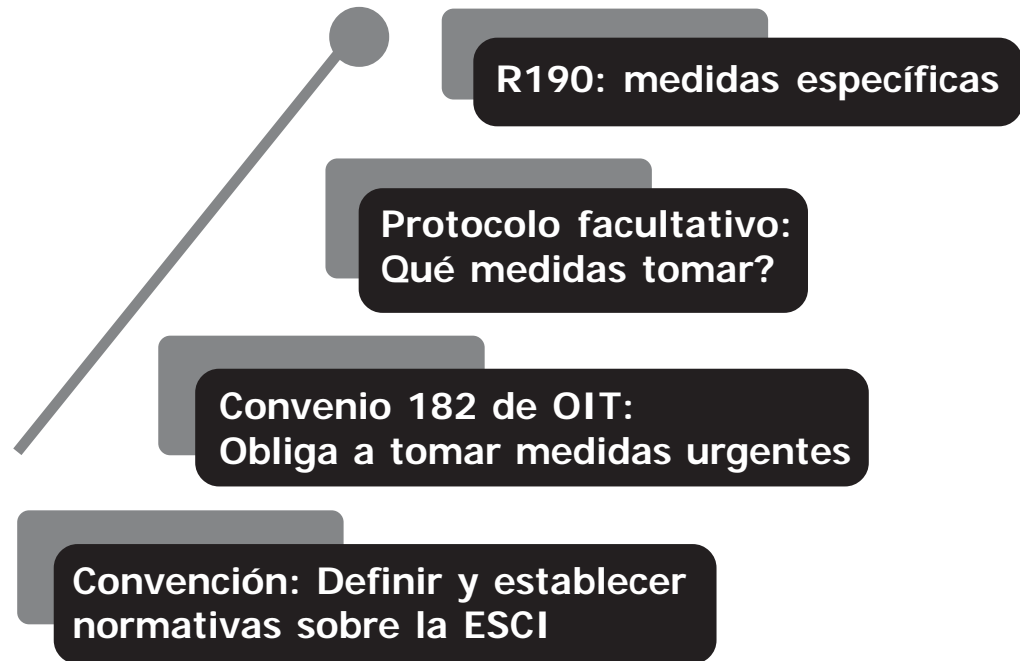 R190: medidas específicas
Protocolo facultativo:
Qué medidas tomar?
Convenio 182 de OIT:
Obliga a tomar medidas urgentes
Convención: Definir y establecer
normativas sobre la ESCI